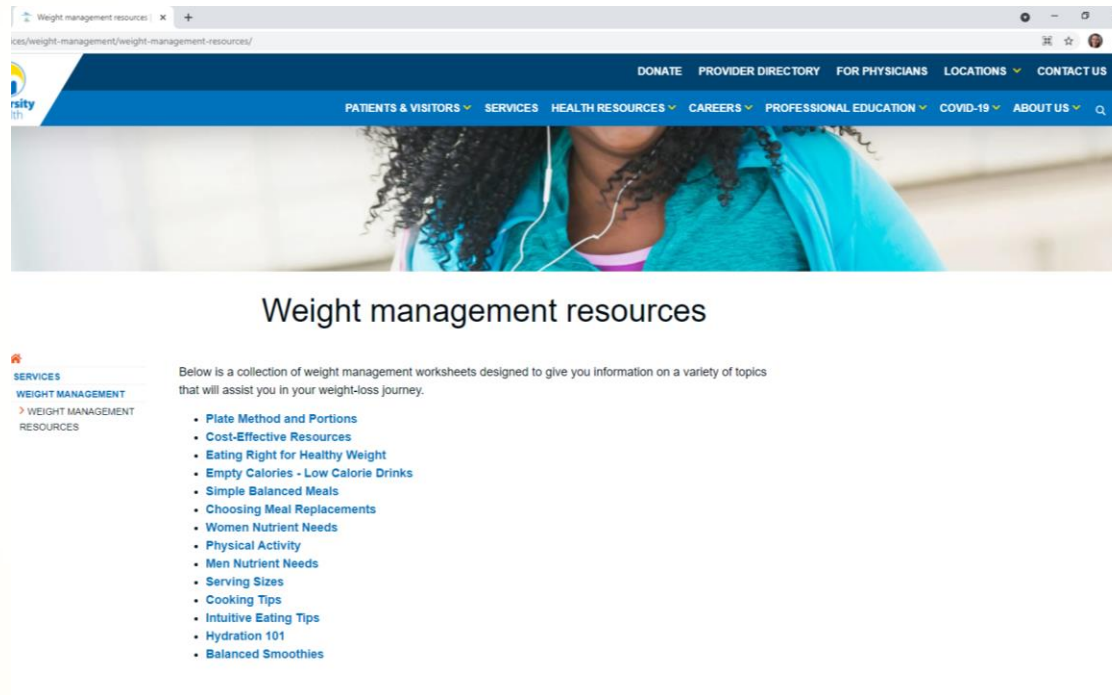 Weight management resources |
ces/weight-management/weight-management-resources/
DONATE PROVIDER DIRECTORY FOR PHYSICIANS LOCATIONS CONTACT US
PATIENTS & VISITORS SERVICES HEALTH RESOURCES CAREERS PROFESSIONAL EDUCATION COVID-19 ABOUT US
rsity
lth
Weight management resources
SERVICES
WEIGHT MANAGEMENT
WEIGHT MANAGEMENT
RESOURCES
Below is a collection of weight management worksheets designed to give you information on a variety of topics
that will assist you in your weight-loss journey.
• Plate Method and Portions
• Cost-Effective Resources
• Eating Right for Healthy Weight
• Empty Calories - Low Calorie Drinks
• Simple Balanced Meals
• Choosing Meal Replacements
• Women Nutrient Needs
• Physical Activity
• Men Nutrient Needs
• Serving Sizes
• Cooking Tips
• Intuitive Eating Tips
• Hydration 101
• Balanced Smoothies